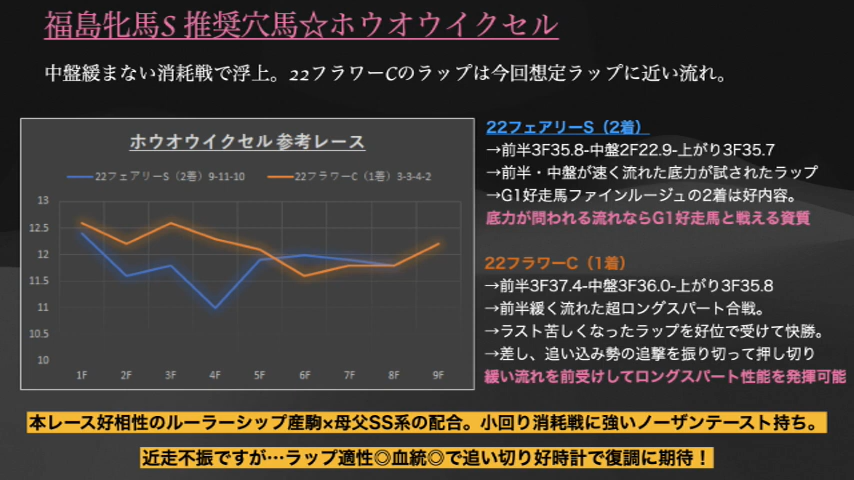 福島牝馬S 推奨穴馬☆ホウオウイクセル
中盤緩まない消耗戦で浮上。22フラワーCのラップは今回想定ラップに近い流れ。
ホウオウイクセル 参考レース
22フェアリーS（2着）9-11-10
22フラワーC（1着）3-3-4-2
13
12.5
12
11.5
11
10.5
10
1F 2F 3F 4F 5F 6F 7F 8F 9F
22フェアリーS（2着）
→前半3F35.8-中盤2F22.9-上がり3F35.7
→前半・中盤が速く流れた底力が試されたラップ
→G1好走馬ファインルージュの2着は好内容。
底力が問われる流れならG1好走馬と戦える資質
22フラワーC（1着）
→前半3F37.4-中盤3F36.0-上がり3F35.8
→前半緩く流れた超ロングスパート合戦。
→ラスト苦しくなったラップを好位で受けて快勝。
→差し、追い込み勢の追撃を振り切って押し切り
緩い流れを前受けしてロングスパート性能を発揮可能
本レース好相性のルーラーシップ産駒×母父SS系の配合。小回り消耗戦に強いノーザンテースト持ち。
近走不振ですが…ラップ適性◎血統◎で追い切り好時計で復調に期待！